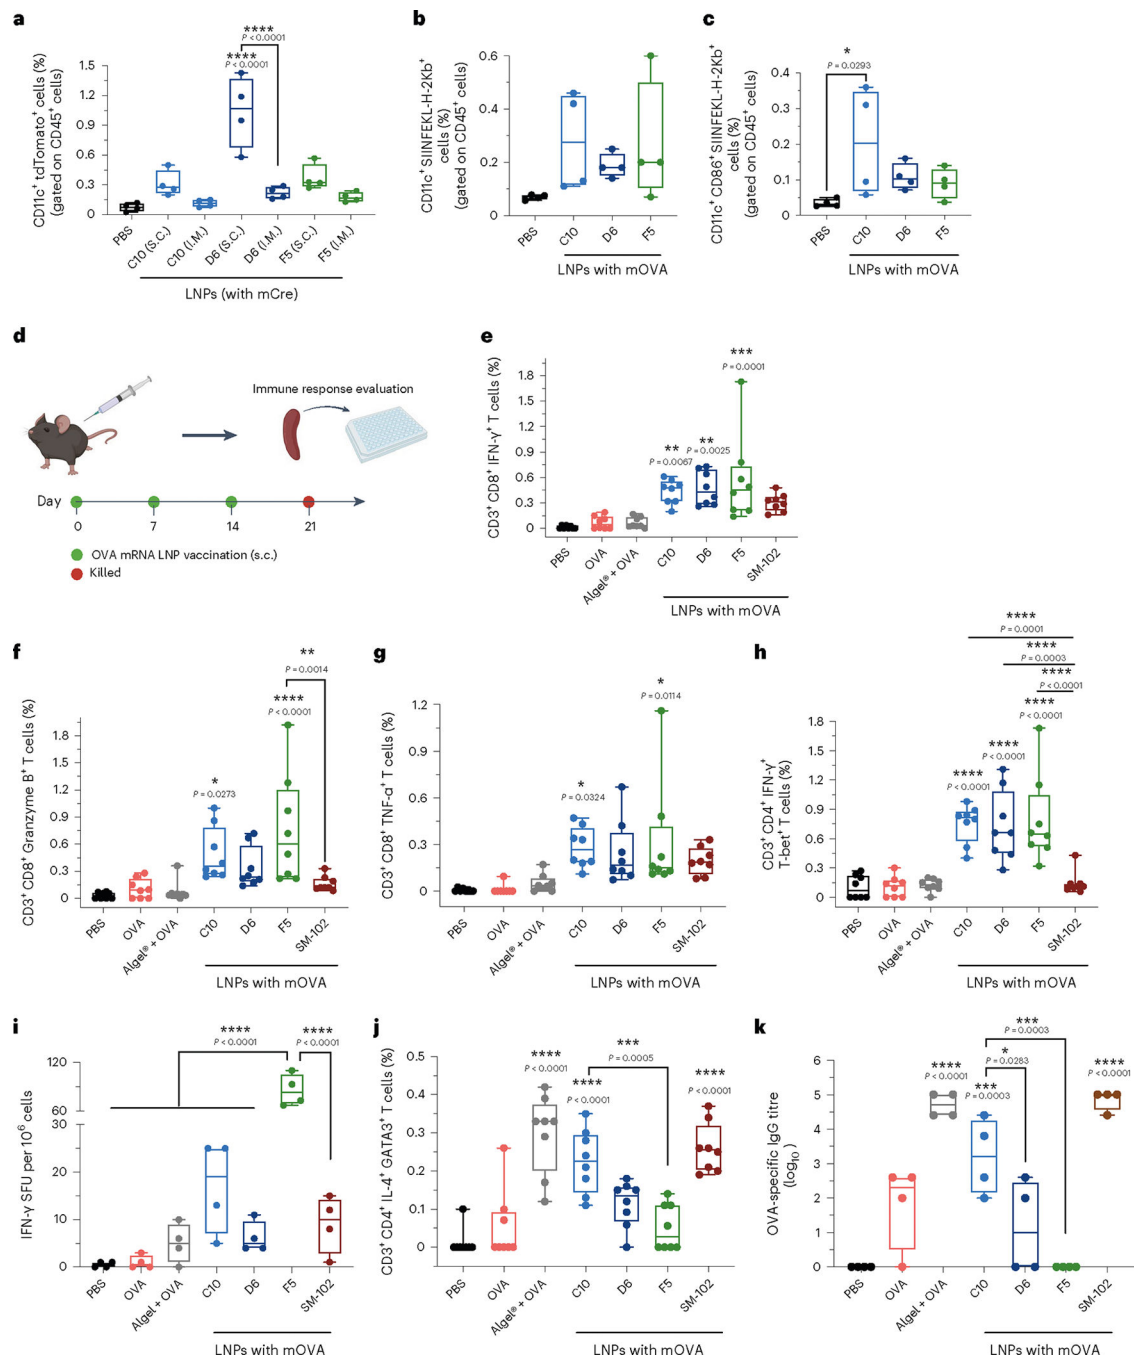 a
CD11c⁺ tdTomato⁺ cells (%)
(gated on CD45⁺ cells)
1.5
1.2
0.9
0.6
0.3
0
****
P < 0.0001
****
P < 0.0001
PBS
C10 (S.C.)
C10 (I.M.)
D6 (S.C.)
D6 (I.M.)
F5 (S.C.)
F5 (I.M.)
LNPs (with mCre)
b
CD11c⁺ SIINFEKL-H-2Kb⁺
cells (%)
(gated on CD45⁺ cells)
0.6
0.4
0.2
0
PBS
C10
D6
F5
LNPs with mOVA
c
CD11c⁺ CD86⁺ SIINFEKL-H-2Kb⁺
cells (%)
(gated on CD45⁺ cells)
0.4
0.3
0.2
0.1
0
*
P = 0.0293
PBS
C10
D6
F5
LNPs with mOVA
d
Immune response evaluation
Day
0
7
14
21
OVA mRNA LNP vaccination (s.c.)
Killed
e
CD3⁺ CD8⁺ IFN-γ⁺ T cells (%)
1.8
1.5
1.2
0.9
0.6
0.3
0
**
P = 0.0067
**
P = 0.0025
***
P = 0.0001
PBS
OVA
Algel® + OVA
C10
D6
F5
SM-102
LNPs with mOVA
f
CD3⁺ CD8⁺ Granzyme B⁺ T cells (%)
1.8
1.5
1.2
0.9
0.6
0.3
0
*
P = 0.0273
****
P < 0.0001
**
P = 0.0014
PBS
OVA
Algel® + OVA
C10
D6
F5
SM-102
LNPs with mOVA
g
CD3⁺ CD8⁺ TNF-α⁺ T cells (%)
1.2
0.9
0.6
0.3
0
*
P = 0.0324
*
P = 0.0114
PBS
OVA
Algel® + OVA
C10
D6
F5
SM-102
LNPs with mOVA
h
CD3⁺ CD4⁺ IFN-γ⁺
T-bet⁺ T cells (%)
1.8
1.5
1.2
0.9
0.6
0.3
0
****
P = 0.0001
****
P = 0.0003
****
P < 0.0001
****
P < 0.0001
****
P < 0.0001
****
P < 0.0001
PBS
OVA
Algel® + OVA
C10
D6
F5
SM-102
LNPs with mOVA
i
IFN-γ SFU per 10⁶ cells
120
60
30
20
10
0
****
P < 0.0001
****
P < 0.0001
PBS
OVA
Algel + OVA
C10
D6
F5
SM-102
LNPs with mOVA
j
CD3⁺ CD4⁺ IL-4⁺ GATA3⁺ T cells (%)
0.5
0.4
0.3
0.2
0.1
0
****
P < 0.0001
****
P < 0.0001
***
P = 0.0005
****
P < 0.0001
PBS
OVA
Algel® + OVA
C10
D6
F5
SM-102
LNPs with mOVA
k
OVA-specific IgG titre
(log₁₀)
6
5
4
3
2
1
0
****
P < 0.0001
***
P = 0.0003
*
P = 0.0283
***
P = 0.0003
****
P < 0.0001
PBS
OVA
Algel + OVA
C10
D6
F5
SM-102
LNPs with mOVA